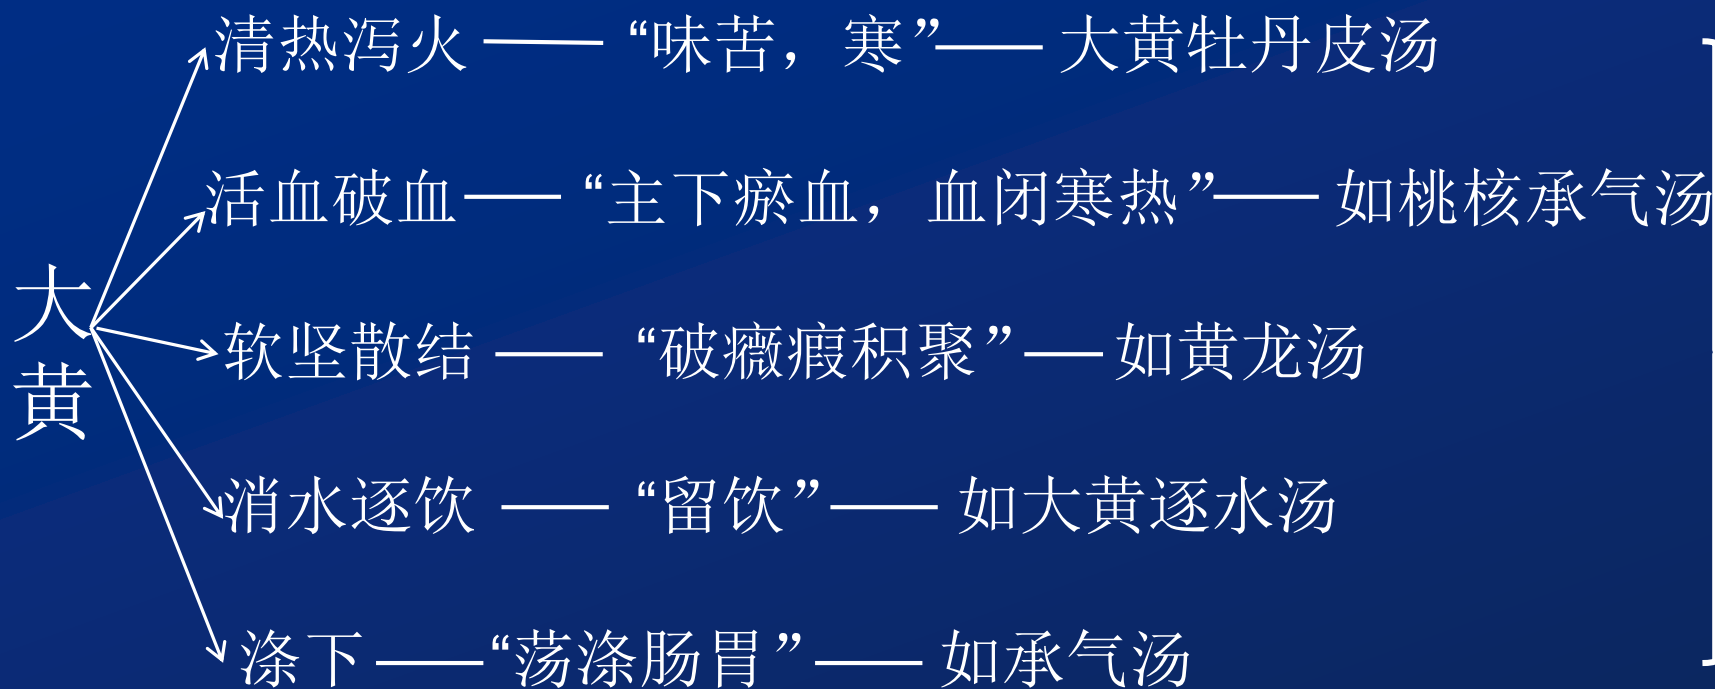 清热泻火 —— “味苦，寒”—— 大黄牡丹皮汤
活血破血—— “主下瘀血，血闭寒热”—— 如桃核承气汤
大黄
软坚散结 —— “破癥瘕积聚”—— 如黄龙汤
消水逐饮 —— “留饮”—— 如大黄逐水汤
涤下——“荡涤肠胃”—— 如承气汤